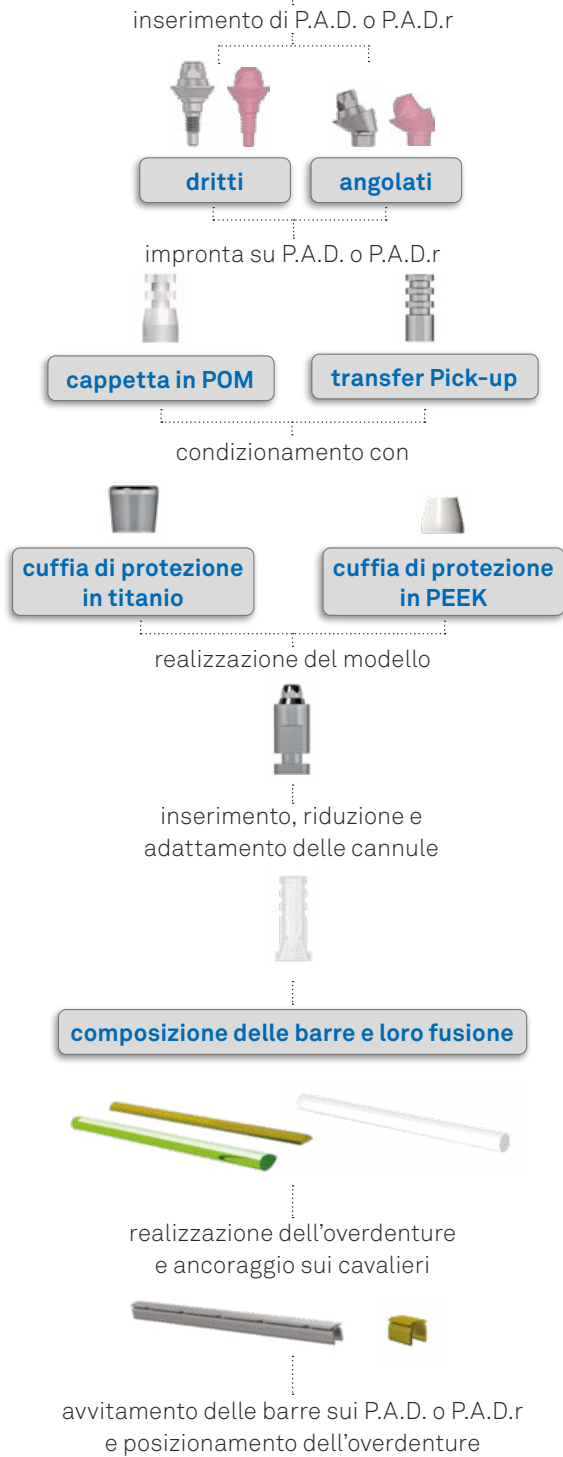 inserimento di P.A.D. o P.A.D.r
dritti
angolati
impronta su P.A.D. o P.A.D.r
cappetta in POM
transfer Pick-up
condizionamento con
cuffia di protezione
in titanio
cuffia di protezione
in PEEK
realizzazione del modello
inserimento, riduzione e
adattamento delle cannule
composizione delle barre e loro fusione
realizzazione dell’overdenture
e ancoraggio sui cavalieri
avvitamento delle barre sui P.A.D. o P.A.D.r
e posizionamento dell’overdenture